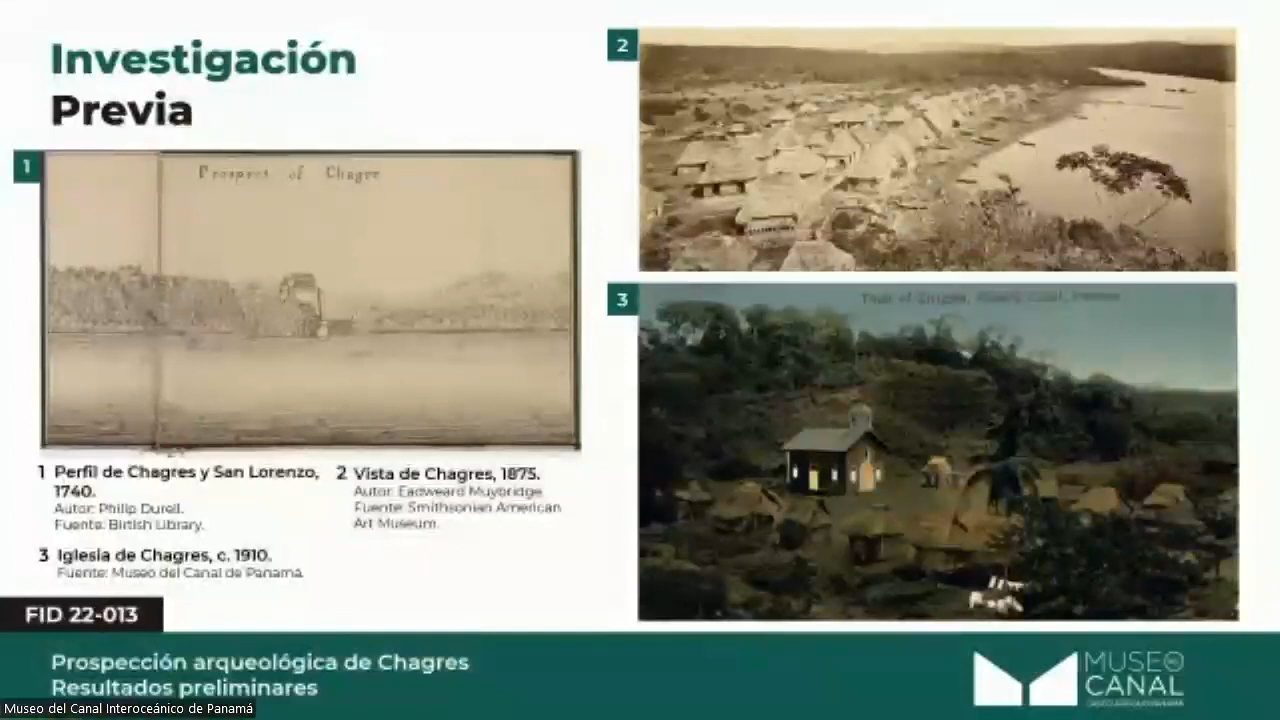 Investigación
Previa
1
Prospect of Chagre
2
3
1 Perfil de Chagres y San Lorenzo,
1740.
Autor: Philip Durell.
Fuente: Birtish Library.
2 Vista de Chagres, 1875.
Autor: Eadweard Muybridge
Fuente: Smithsonian American
Art Museum.
3 Iglesia de Chagres, c. 1910.
Fuente: Museo del Canal de Panamá.
FID 22-013
Prospección arqueológica de Chagres
Resultados preliminares
MUSEO
CANAL
Museo del Canal Interoceánico de Panamá